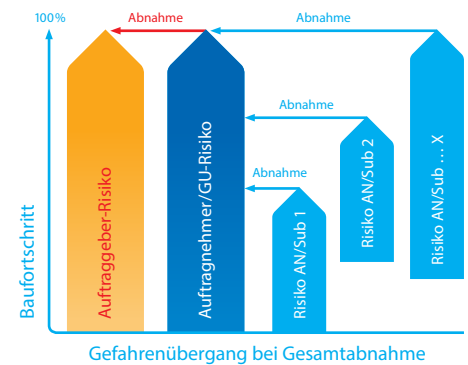 100%
Abnahme
Abnahme
Abnahme
Abnahme
Baufortschritt
Auftraggeber-Risiko
Auftragnehmer/GU-Risiko
Risiko AN/Sub 1
Risiko AN/Sub 2
Risiko AN/Sub ... X
Gefahrenübergang bei Gesamtabnahme